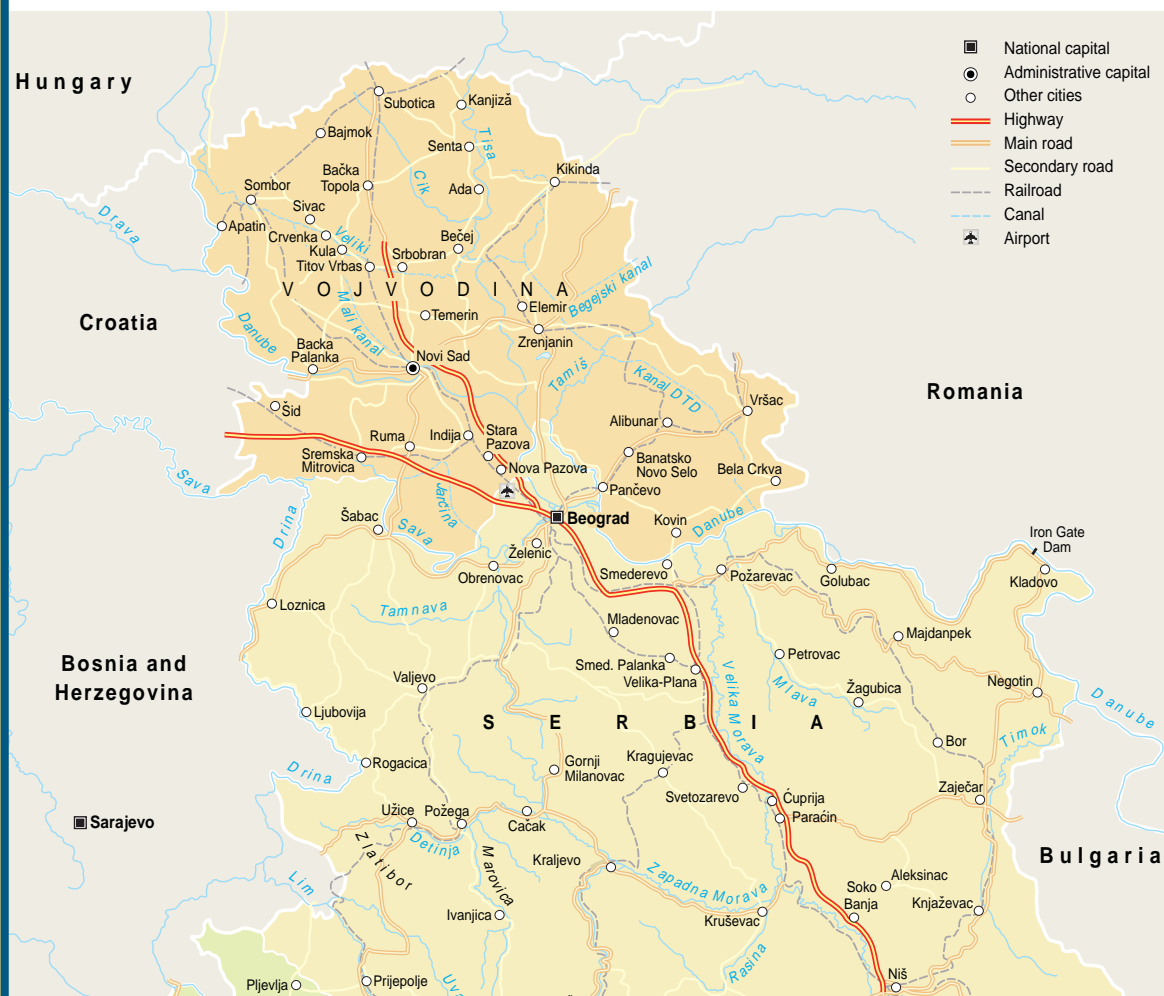 National capital
Administrative capital
Other cities
Highway
Main road
Secondary road
Railroad
Canal
Airport
Hungary
Subotica
Kanjiză
Bajmok
Tisa
Senta
Bačka
Topola
Cik
Kikinda
Sombor
Ada
Sivac
Drava
Apatin
Crvenka
Veliki
Bečej
Kula
Srbobran
Titov Vrbas
Begejski kanal
VOJVODINA
Mali kanal
Elemir
Temerin
Croatia
Danube
Backa
Palanka
Novi Sad
Zrenjanin
Tamiš
Kanal DTD
Romania
Vršac
Šid
Alibunar
Ruma
Indija
Stara
Pazova
Sremska
Mitrovica
Nova Pazova
Banatsko
Novo Selo
Bela Crkva
Sava
Jarčina
Pančevo
Drina
Šabac
Sava
Beograd
Kovin
Danube
Iron Gate
Dam
Želenic
Obrenovac
Smederevo
Požarevac
Golubac
Kladovo
Loznica
Tamnava
Mladenovac
Majdanpek
Bosnia and
Herzegovina
Petrovac
Smed. Palanka
Velika-Plana
Velika Morava
Valjevo
Mlava
Žagubica
Negotin
Danube
Ljubovija
SERBIA
Timok
Bor
Drina
Rogacica
Gornji
Milanovac
Kragujevac
Svetozarevo
Ćuprija
Zaječar
Sarajevo
Užice
Požega
Čačak
Paraćin
Detinja
Zlatibor
Marovica
Kraljevo
Zapadna Morava
Bulgaria
Lim
Aleksinac
Soko
Banja
Knjaževac
Ivanjica
Kruševac
Rasina
Niš
Pljevlja
Prijepolje